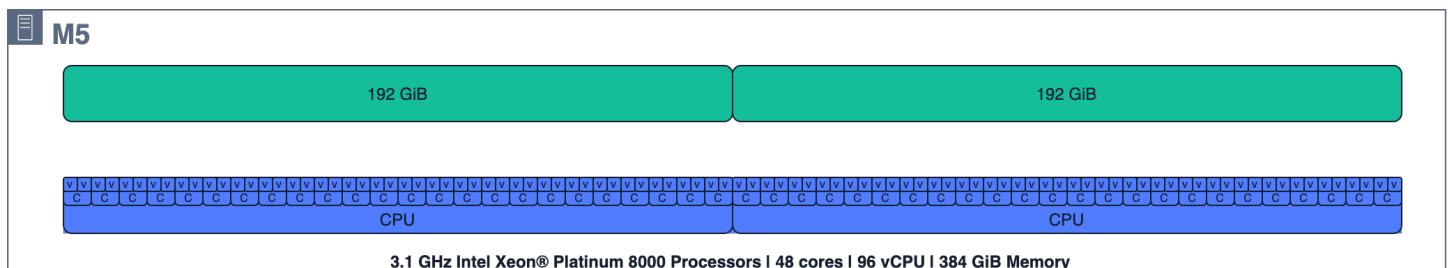 M5
192 GiB 192 GiB
v v v v v v v v v v v v v v v v v v v v v v v v v v v v v v v v v v v v v v v v v v v v v v v v v v v v v v v v v v v v v v v v v v v v v v v v v v v v v v v v v v v v v v v v v v v v v v v v
C C C C C C C C C C C C C C C C C C C C C C C C C C C C C C C C C C C C C C C C C C C C C C C C
CPU CPU
3.1 GHz Intel Xeon® Platinum 8000 Processors | 48 cores | 96 vCPU | 384 GiB Memory